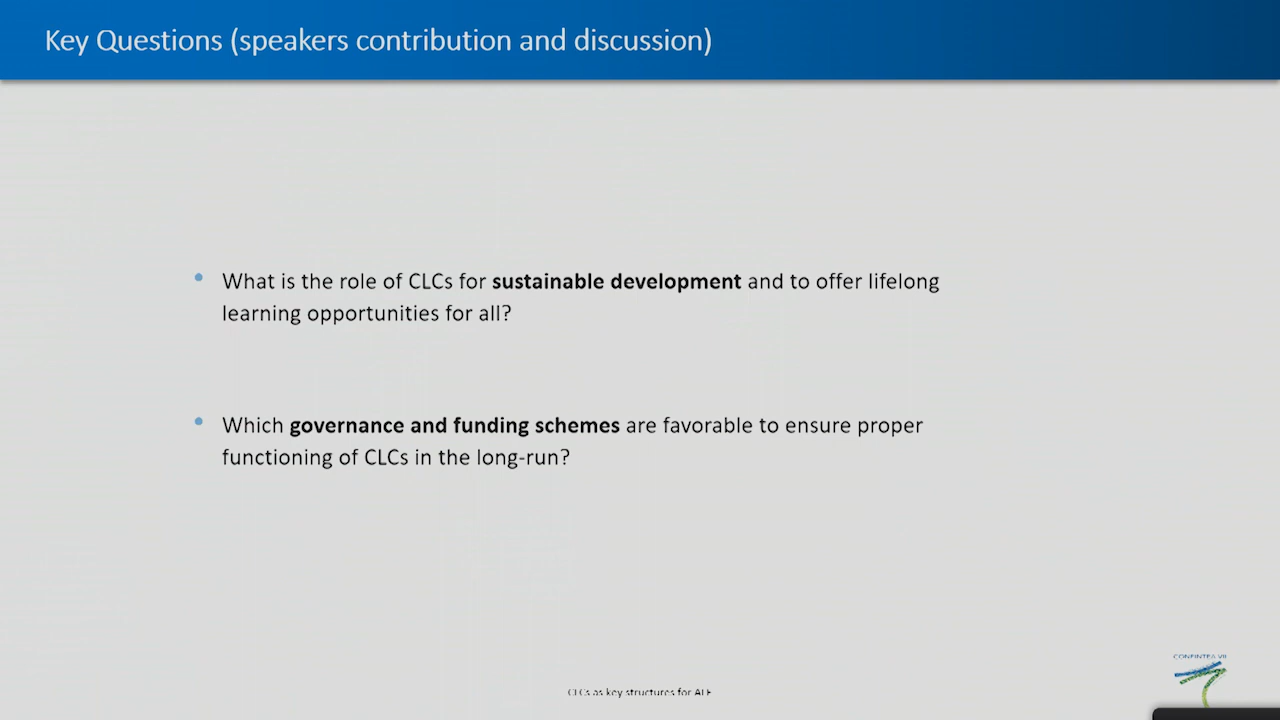 Key Questions (speakers contribution and discussion)
• What is the role of CLCs for sustainable development and to offer lifelong
learning opportunities for all?
• Which governance and funding schemes are favorable to ensure proper
functioning of CLCs in the long-run?
CONFINTEA VII
CLCs as key structures for ALE